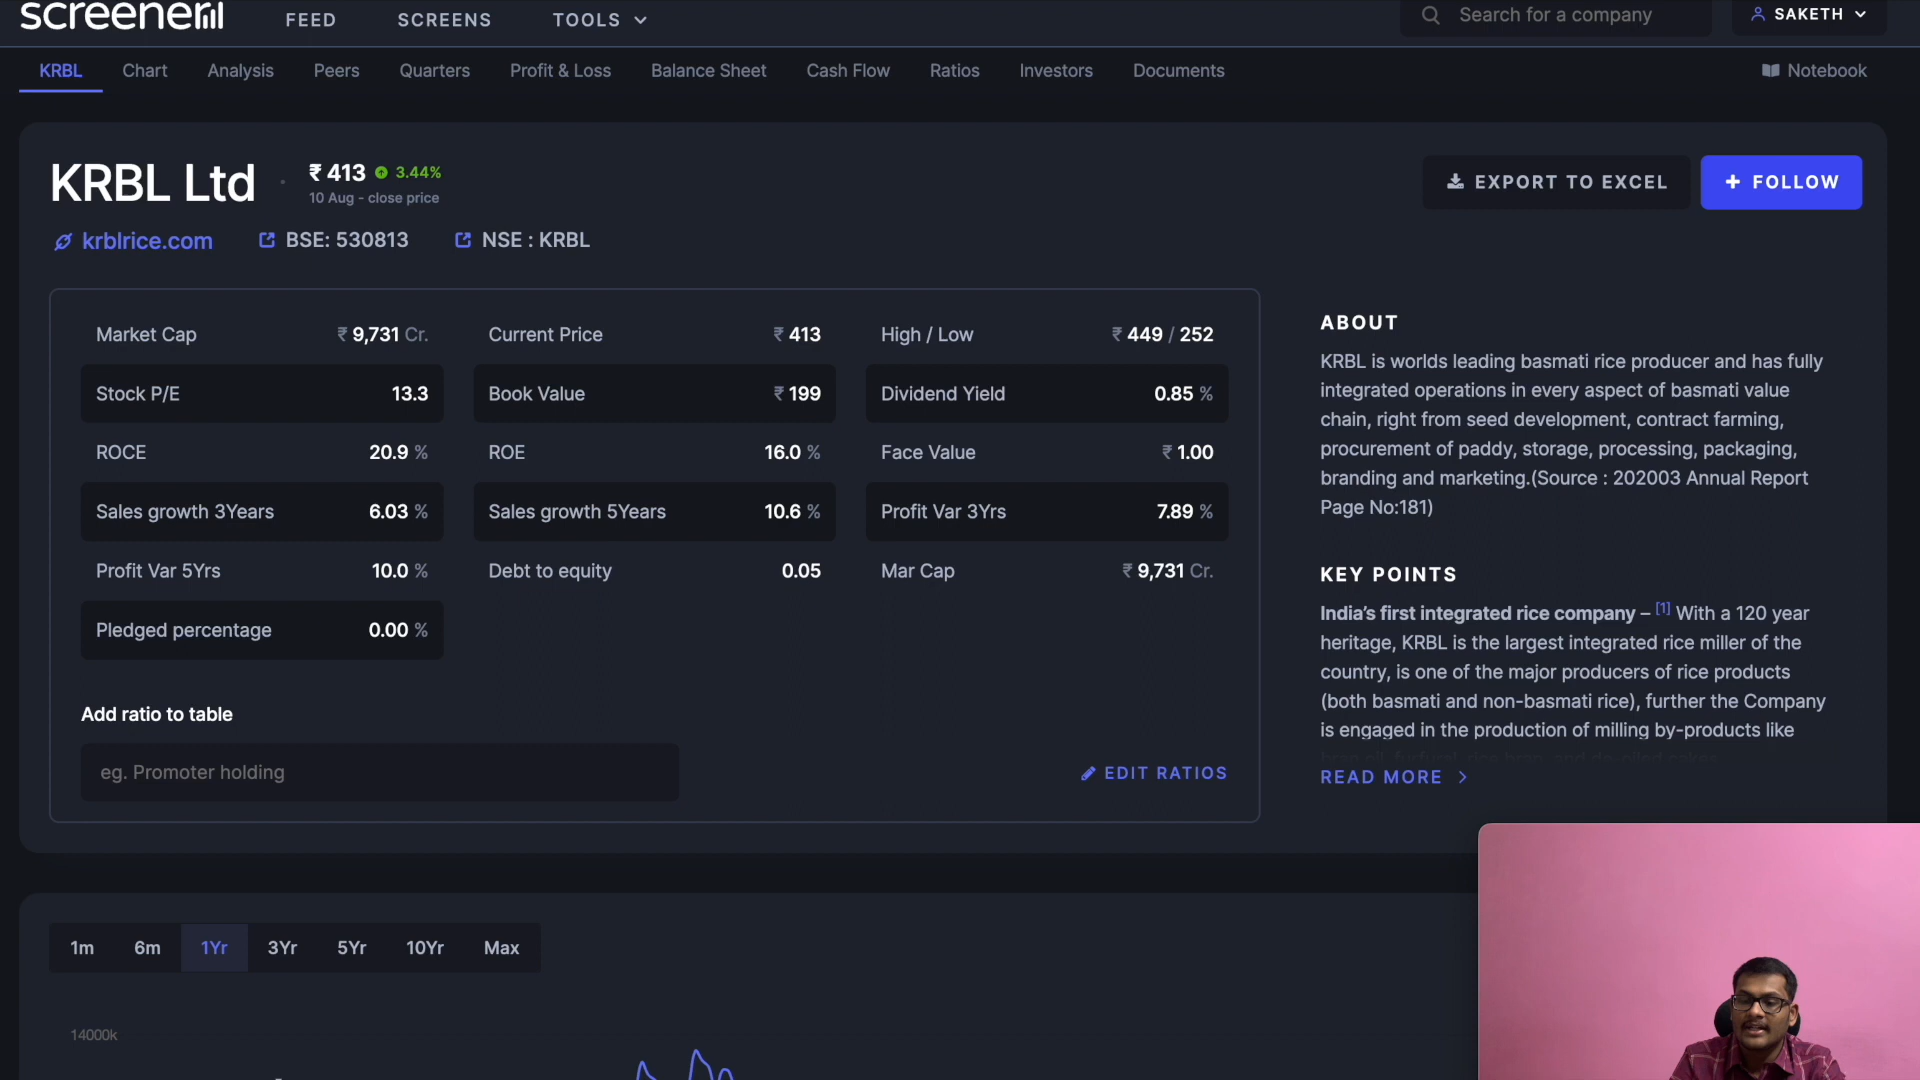 screener
FEED
SCREENS
TOOLS
Search for a company
SAKETH
KRBL
Chart
Analysis
Peers
Quarters
Profit & Loss
Balance Sheet
Cash Flow
Ratios
Investors
Documents
Notebook
KRBL Ltd
₹ 413
3.44%
10 Aug - close price
EXPORT TO EXCEL
FOLLOW
krblrice.com
BSE: 530813
NSE : KRBL
Market Cap
₹ 9,731 Cr.
Current Price
₹ 413
High / Low
₹ 449 / 252
Stock P/E
13.3
Book Value
₹ 199
Dividend Yield
0.85 %
ROCE
20.9 %
ROE
16.0 %
Face Value
₹ 1.00
Sales growth 3Years
6.03 %
Sales growth 5Years
10.6 %
Profit Var 3Yrs
7.89 %
Profit Var 5Yrs
10.0 %
Debt to equity
0.05
Mar Cap
₹ 9,731 Cr.
Pledged percentage
0.00 %
Add ratio to table
eg. Promoter holding
EDIT RATIOS
ABOUT
KRBL is worlds leading basmati rice producer and has fully
integrated operations in every aspect of basmati value
chain, right from seed development, contract farming,
procurement of paddy, storage, processing, packaging,
branding and marketing.(Source : 202003 Annual Report
Page No:181)
KEY POINTS
India's first integrated rice company – [1] With a 120 year
heritage, KRBL is the largest integrated rice miller of the
country, is one of the major producers of rice products
(both basmati and non-basmati rice), further the Company
is engaged in the production of milling by-products like
READ MORE
1m
6m
1Yr
3Yr
5Yr
10Yr
Max
14000k